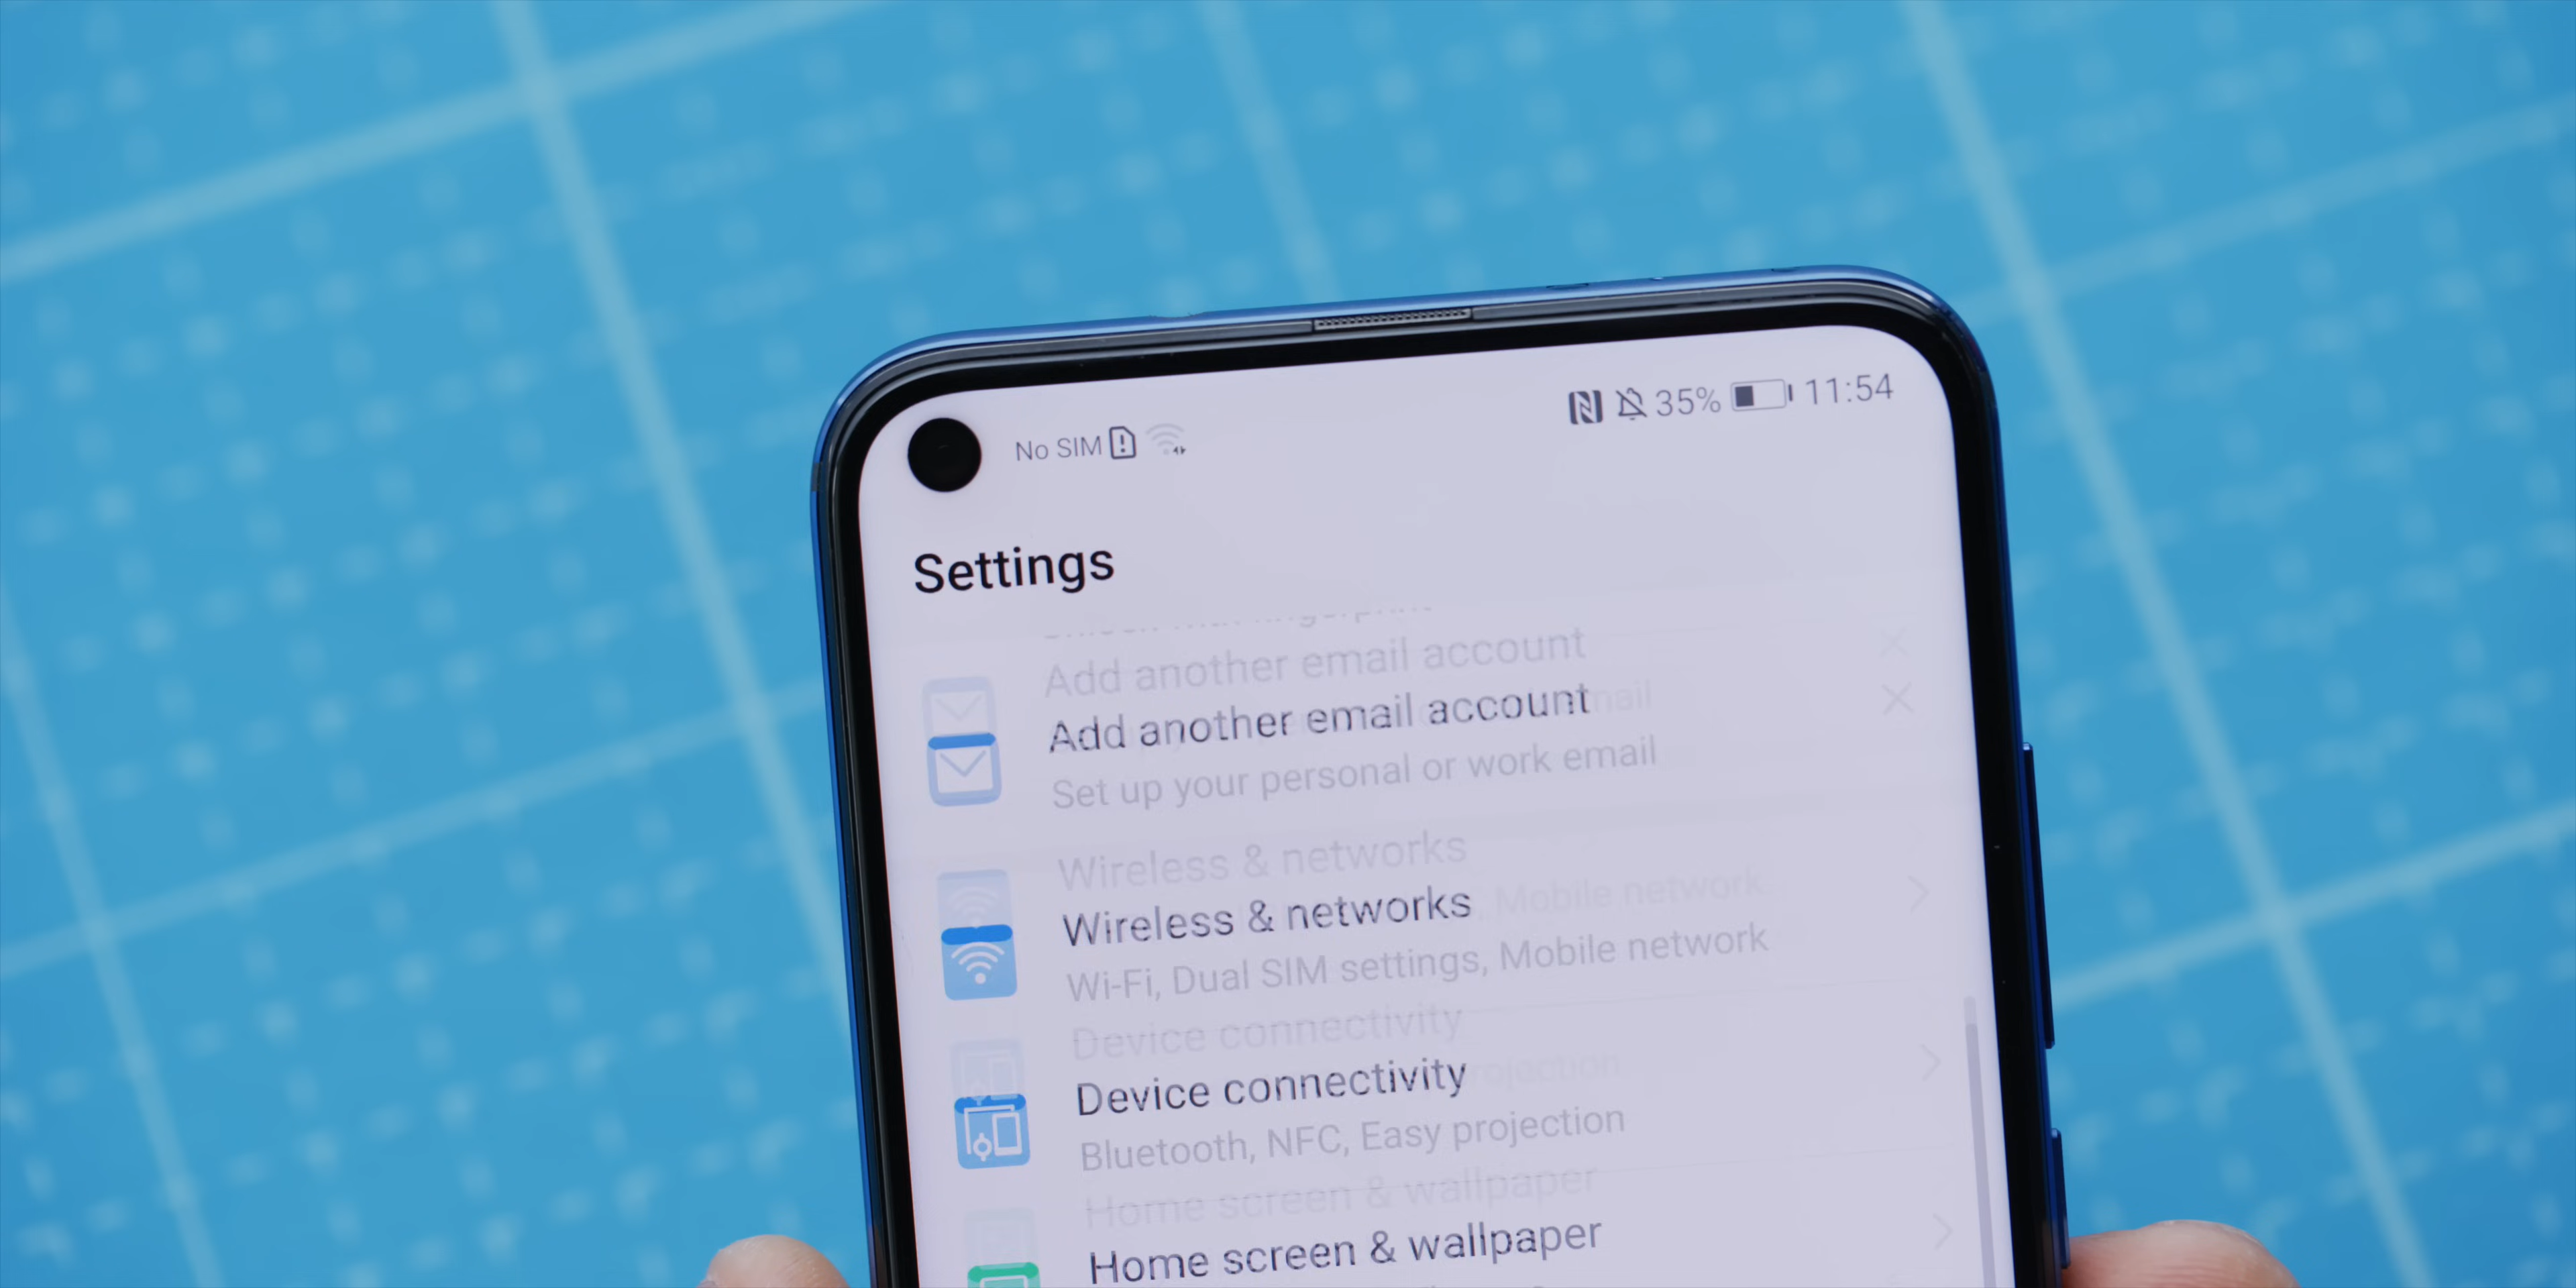 No SIM
35% 11:54
Settings
Add another email account
Add another email account
Set up your personal or work email
Wireless & networks
Wireless & networks
Wi-Fi, Dual SIM settings, Mobile network
Device connectivity
Device connectivity
Bluetooth, NFC, Easy projection
Home screen & wallpaper
Home screen & wallpaper